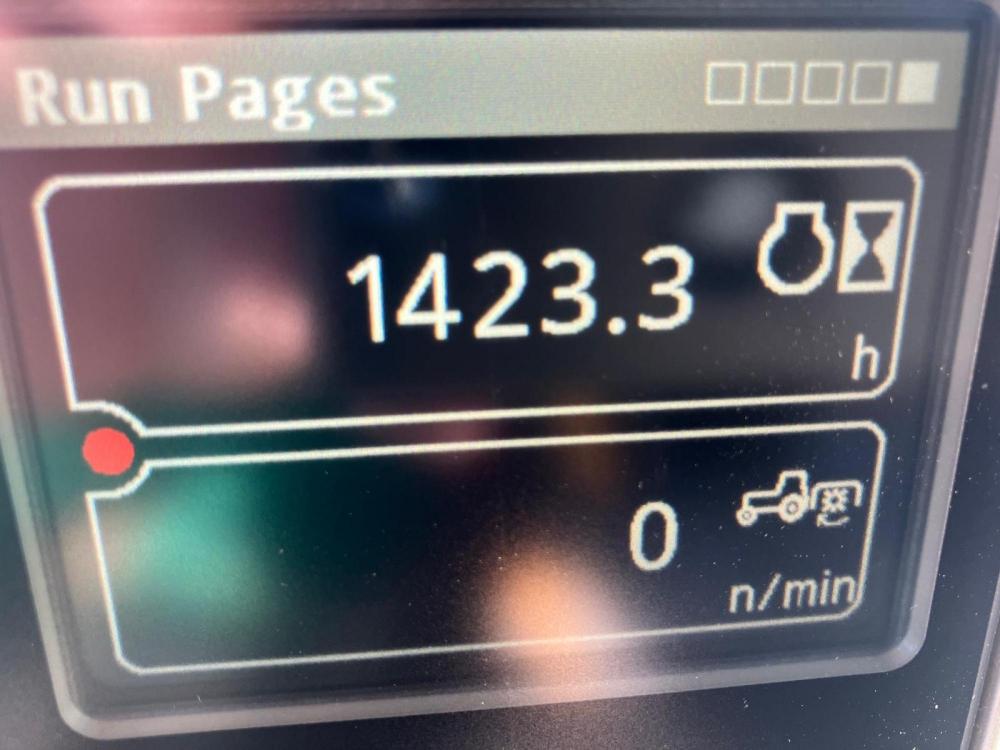 Run Pages
1423.3
h
0
n/min